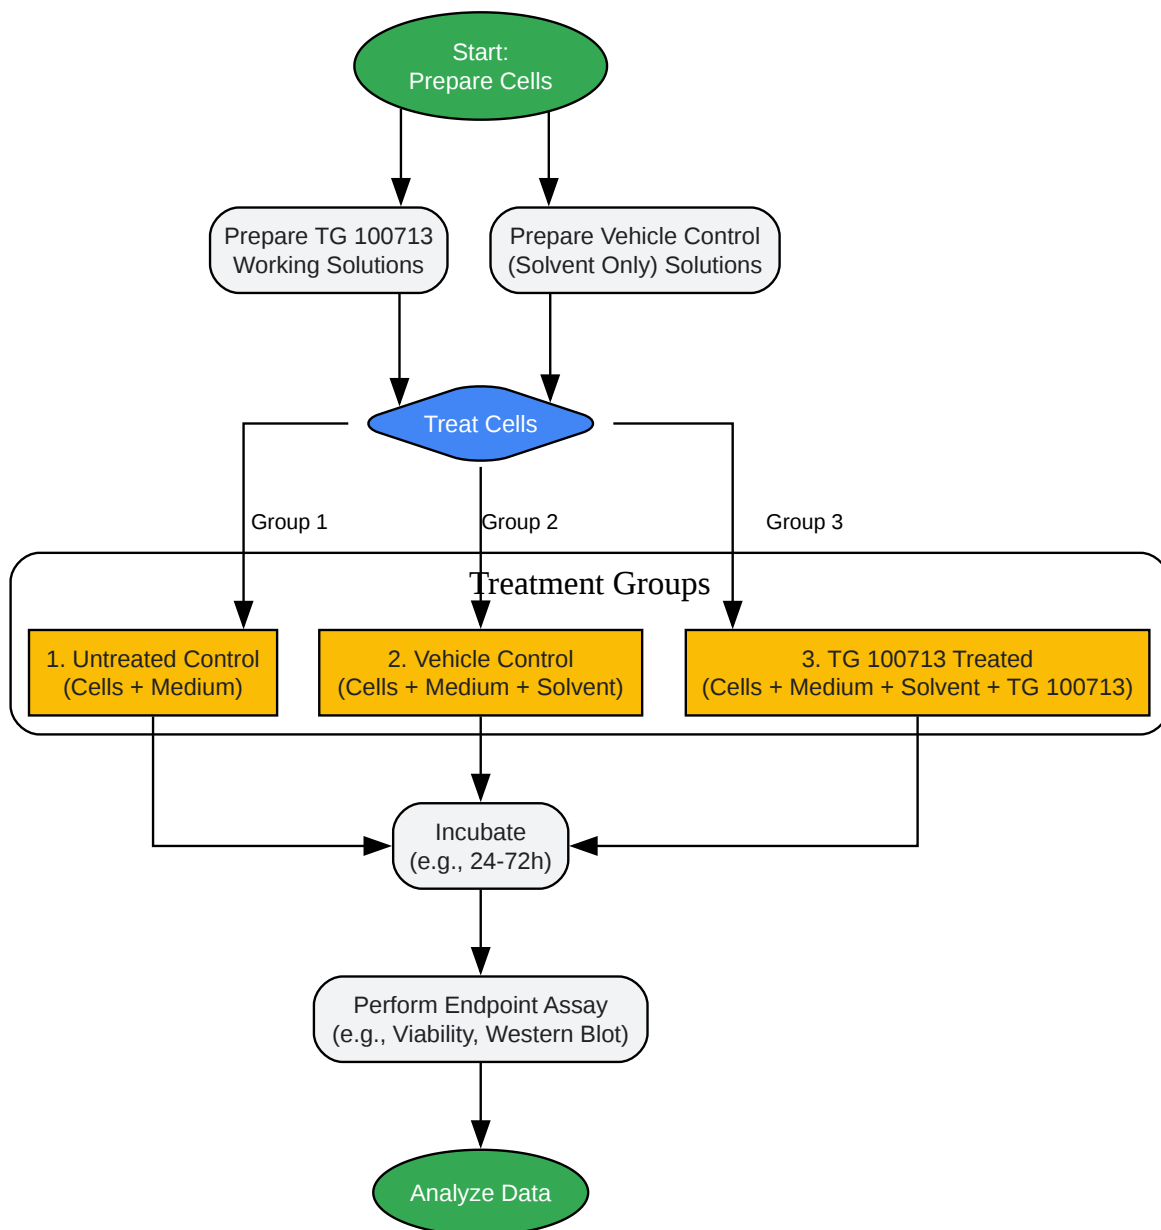 Start:
Prepare Cells
Prepare TG 100713
Working Solutions
Prepare Vehicle Control
(Solvent Only) Solutions
Treat Cells
Group 1
Group 2
Group 3
Treatment Groups
1. Untreated Control
(Cells + Medium)
2. Vehicle Control
(Cells + Medium + Solvent)
3. TG 100713 Treated
(Cells + Medium + Solvent + TG 100713)
Incubate
(e.g., 24-72h)
Perform Endpoint Assay
(e.g., Viability, Western Blot)
Analyze Data